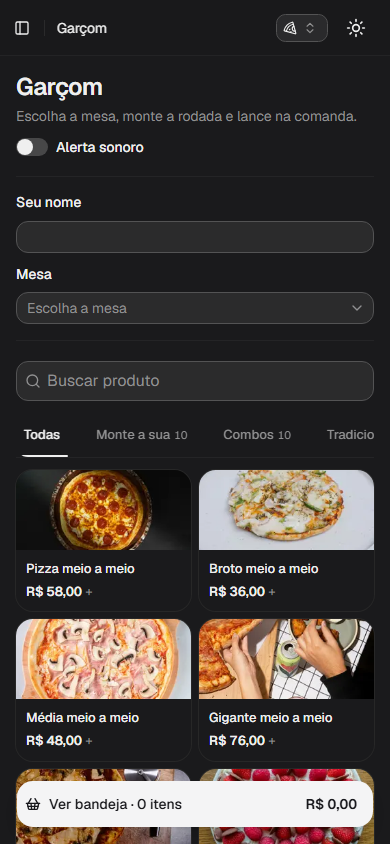 Garçom
Garçom
Escolha a mesa, monte a rodada e lance na comanda.
Alerta sonoro
Seu nome
Mesa
Escolha a mesa
Buscar produto
Todas Monte a sua 10 Combos 10 Tradicio
Pizza meio a meio
R$ 58,00 +
Broto meio a meio
R$ 36,00 +
Média meio a meio
R$ 48,00 +
Gigante meio a meio
R$ 76,00 +
Ver bandeja · 0 itens R$ 0,00